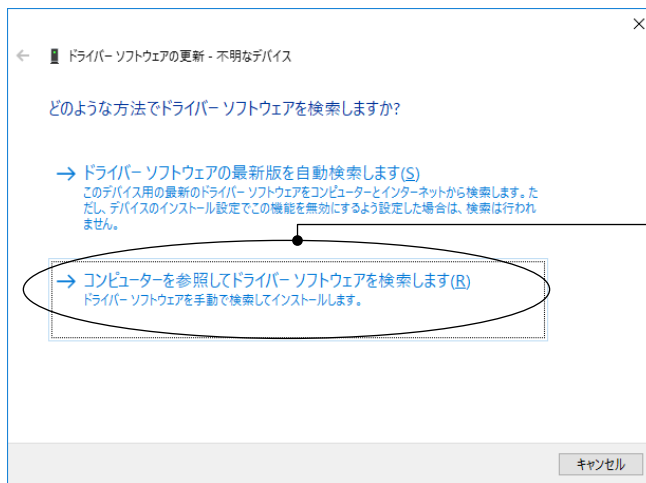 ドライバー ソフトウェアの更新 - 不明なデバイス
どのような方法でドライバー ソフトウェアを検索しますか?
ドライバー ソフトウェアの最新版を自動検索します(S)
このデバイス用の最新のドライバー ソフトウェアをコンピューターとインターネットから検索します。た
だし、デバイスのインストール設定でこの機能を無効にするよう設定した場合は、検索は行われ
ません。
コンピューターを参照してドライバー ソフトウェアを検索します(R)
ドライバー ソフトウェアを手動で検索してインストールします。
キャンセル